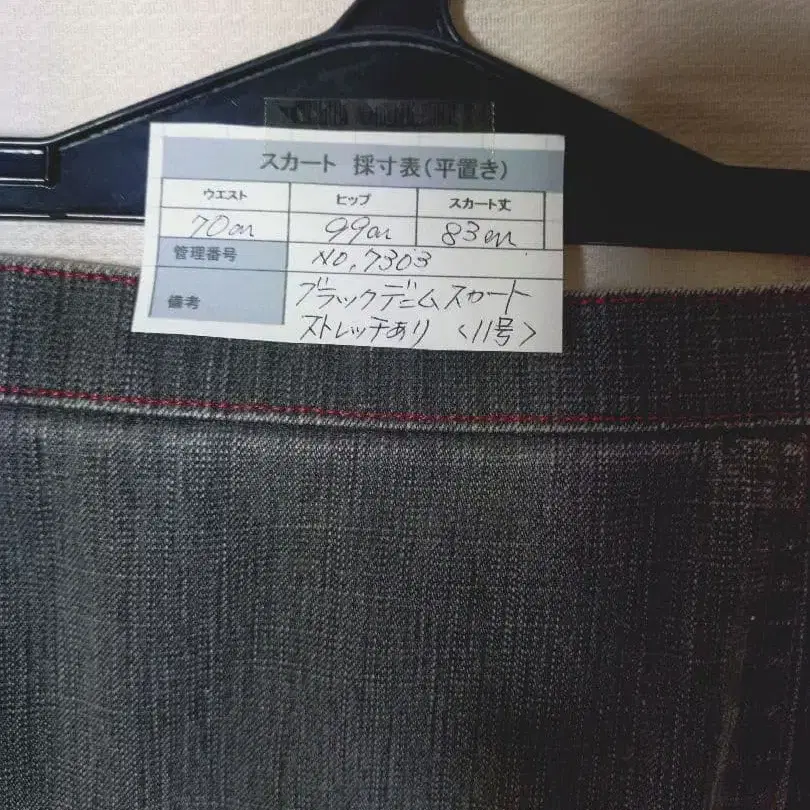 スカート 採寸表(平置き)
ウエスト ヒップ スカート丈
70cm 99cm 83cm
管理番号 NO.7303
備考 ブラックデニムスカート
ストレッチあり <11号>